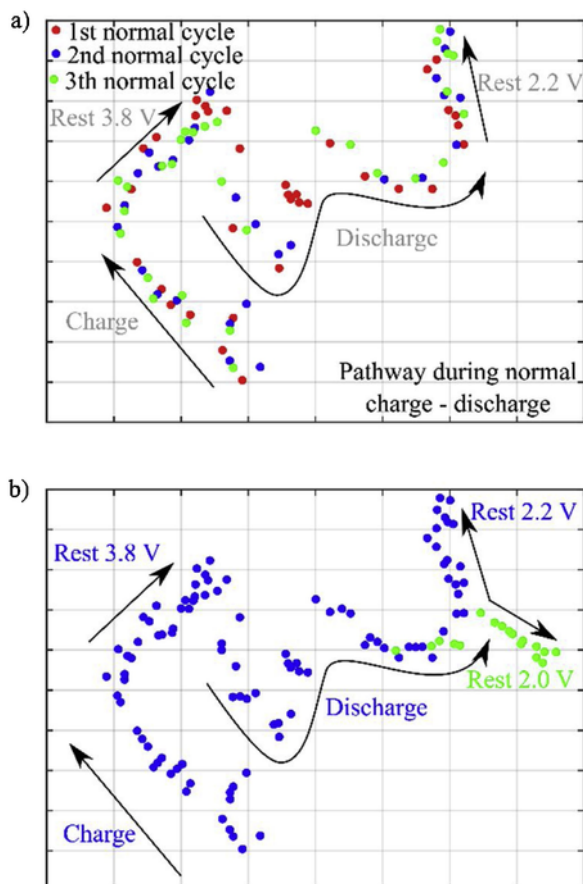 a)
1st normal cycle
2nd normal cycle
3th normal cycle
Rest 3.8 V
Rest 2.2 V
Discharge
Charge
Pathway during normal
charge - discharge
b)
Rest 2.2 V
Rest 3.8 V
Rest 2.0 V
Discharge
Charge